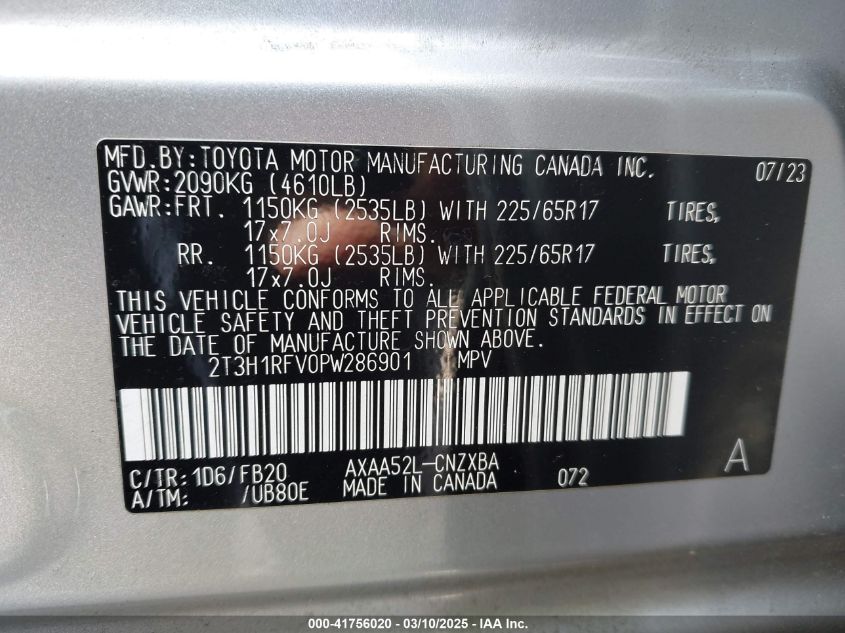 MFD.BY:TOYOTA MOTOR MANUFACTURING CANADA INC. 07/23
GVWR:2090KG (4610LB)
GAWR:FRT. 1150KG (2535LB) WITH 225/65R17 TIRES,
17x7.0J RIMS.
RR. 1150KG (2535LB) WITH 225/65R17 TIRES,
17x7.0J RIMS.
THIS VEHICLE CONFORMS TO ALL APPLICABLE FEDERAL MOTOR
VEHICLE SAFETY AND THEFT PREVENTION STANDARDS IN EFFECT ON
THE DATE OF MANUFACTURE SHOWN ABOVE.
2T3H1RFV0PW286901 MPV
C/TR:1D6/FB20 AXAA52L-CNZXBA A
A/TM: /UB80E MADE IN CANADA 072
000-41756020 — 03/10/2025 — IAA Inc.